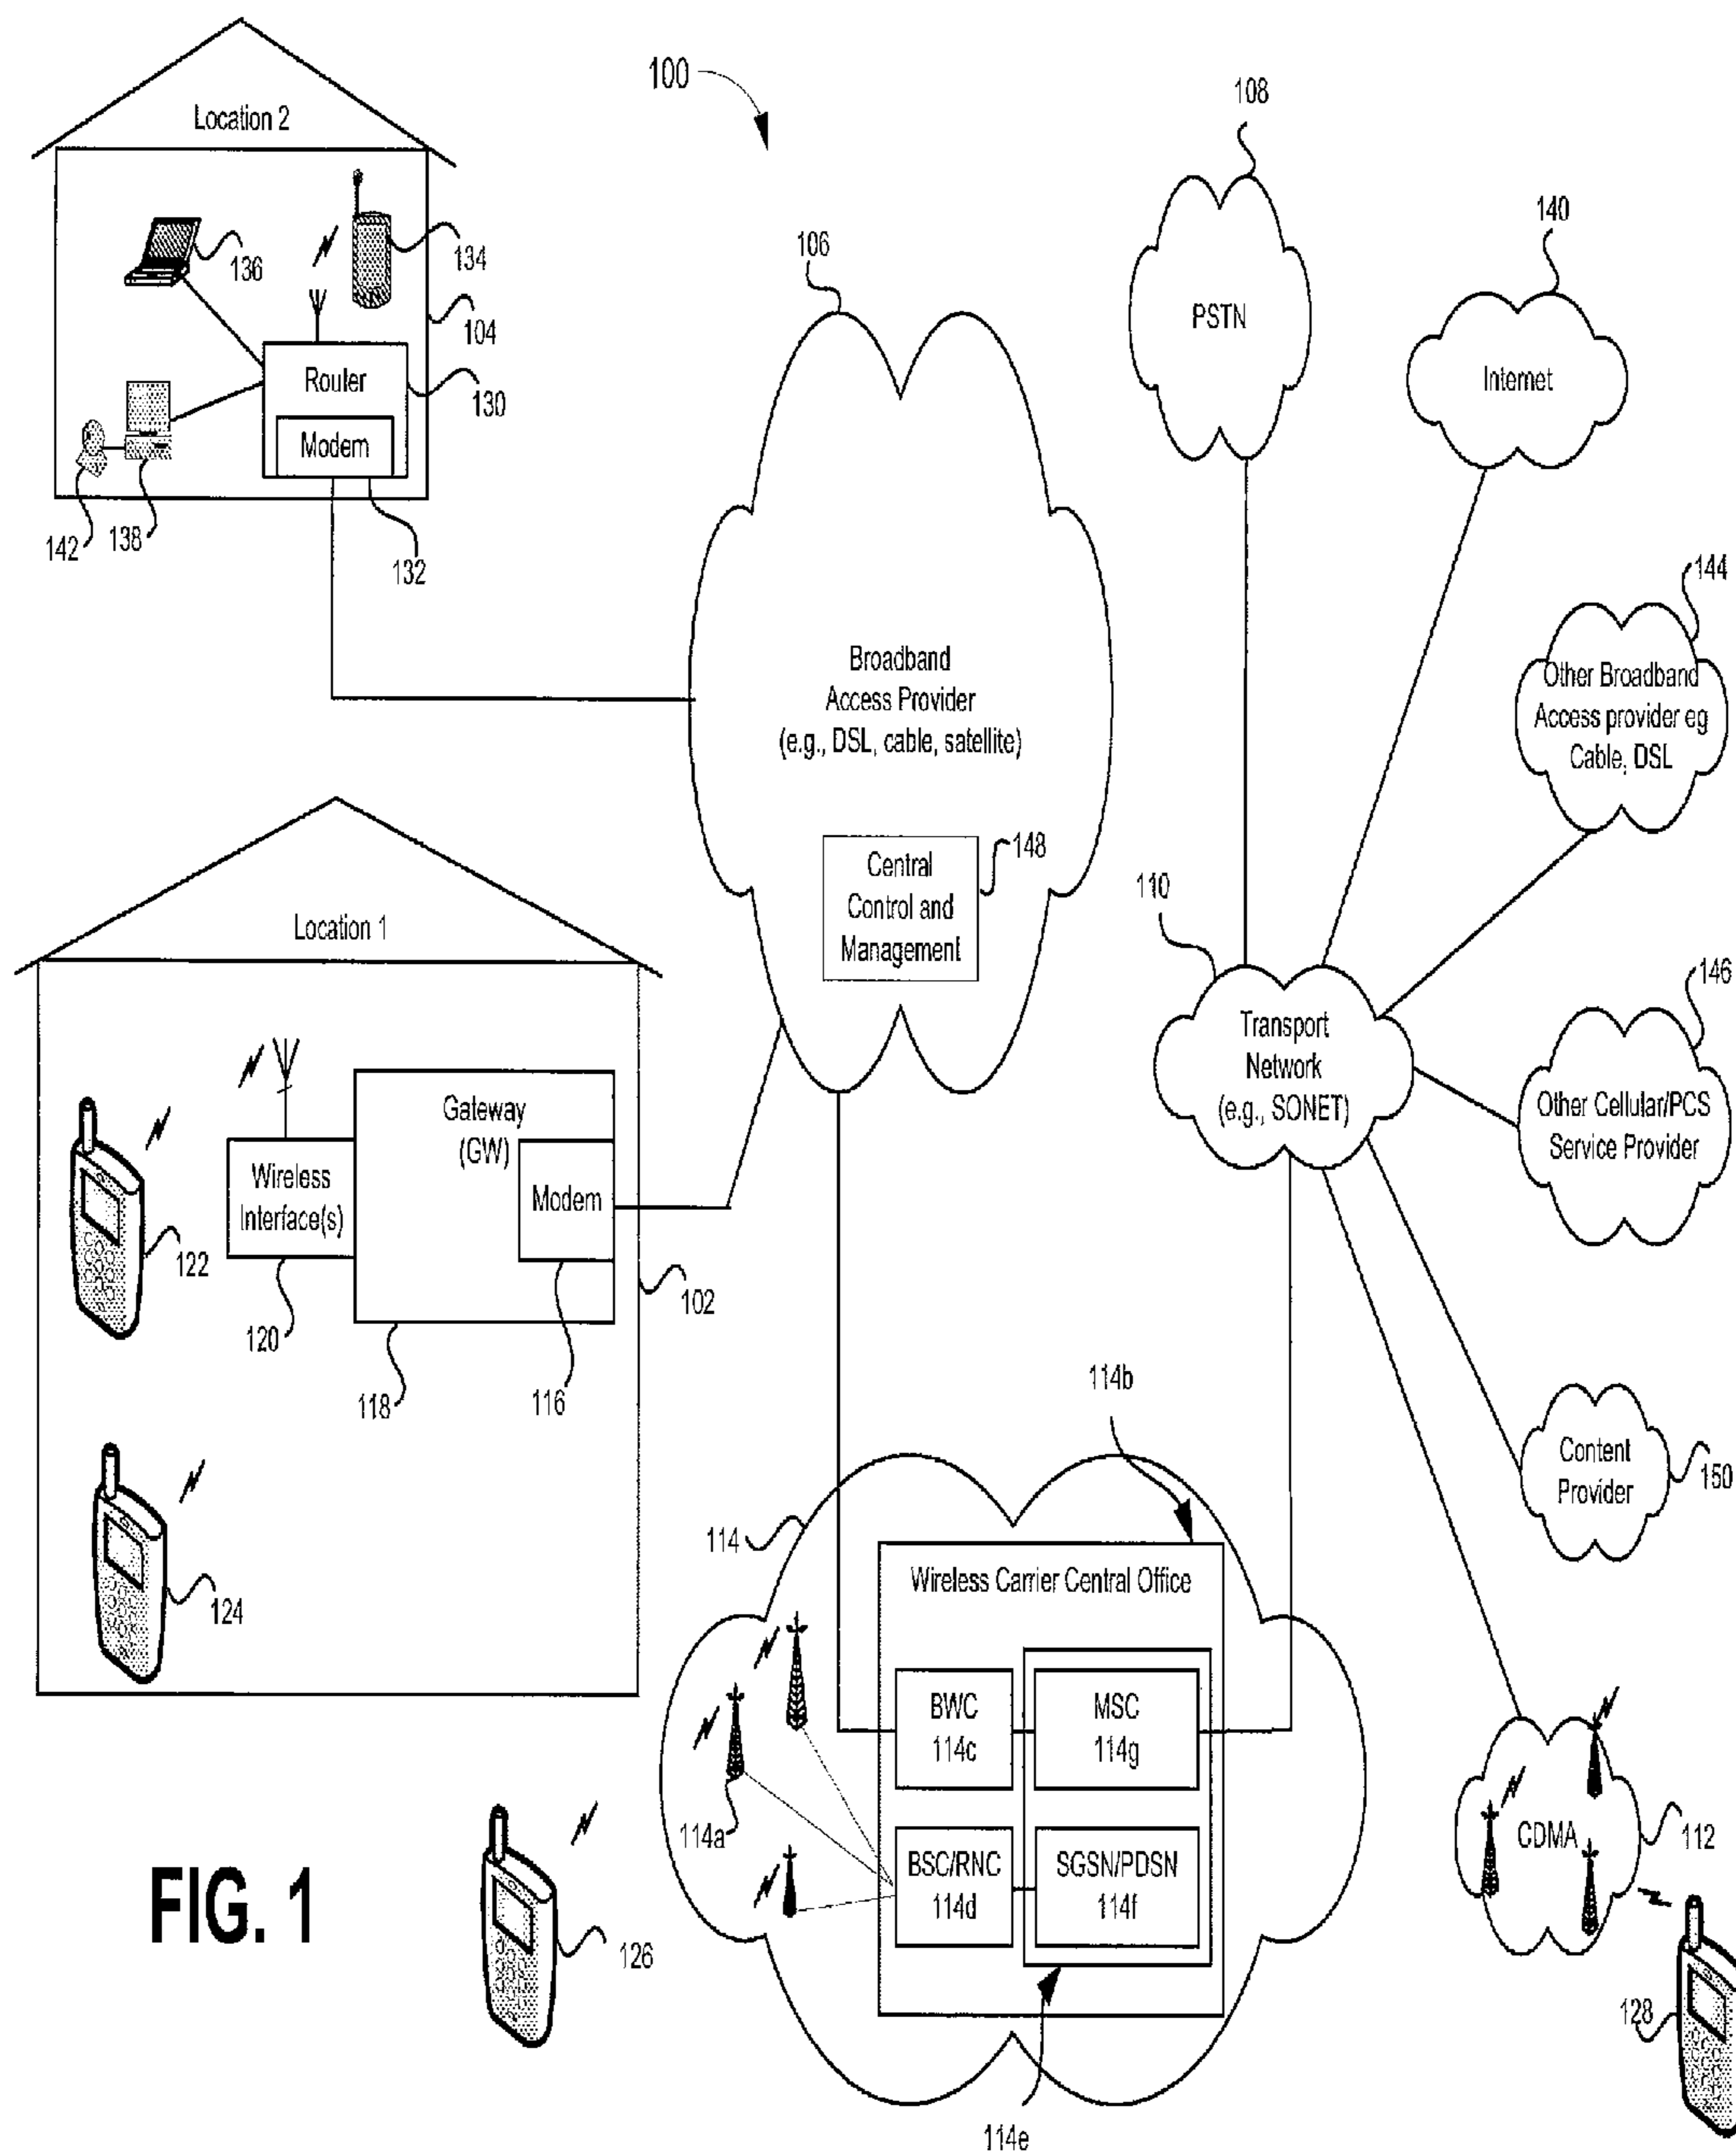 100
108
Location 2
140
136
134
106
104
PSTN
Internet
Router
130
Modem
142
138
132
144
Broadband
Access Provider
(e.g., DSL, cable, satellite)
Other Broadband
Access provider eg
Cable, DSL
Central
Control and
Management
148
110
Location 1
146
Transport
Network
(e.g., SONET)
Gateway
(GW)
Other Cellular/PCS
Service Provider
Wireless
Interface(s)
Modem
122
102
120
118
116
114b
Content
Provider
150
114
Wireless Carrier Central Office
124
BWC
114c
MSC
114g
114a
CDMA
112
BSC/RNC
114d
SGSN/PDSN
114f
FIG. 1
126
128
114e